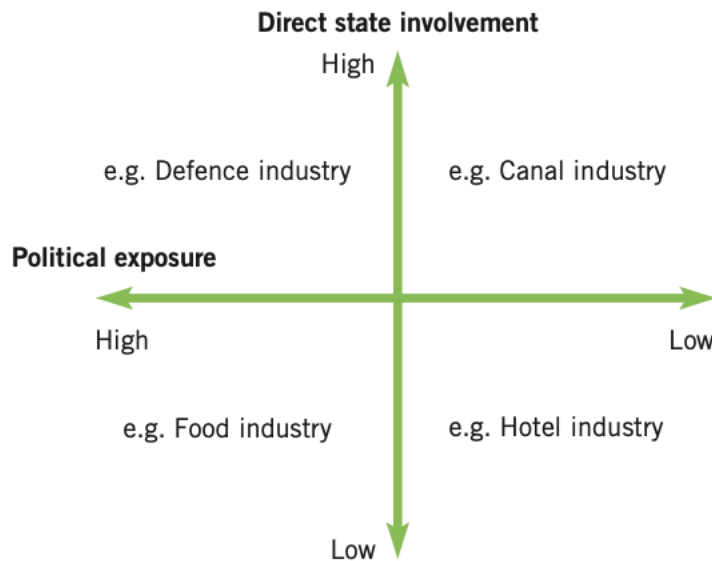 Direct state involvement
High
e.g. Defence industry
e.g. Canal industry
Political exposure
High
Low
e.g. Food industry
e.g. Hotel industry
Low